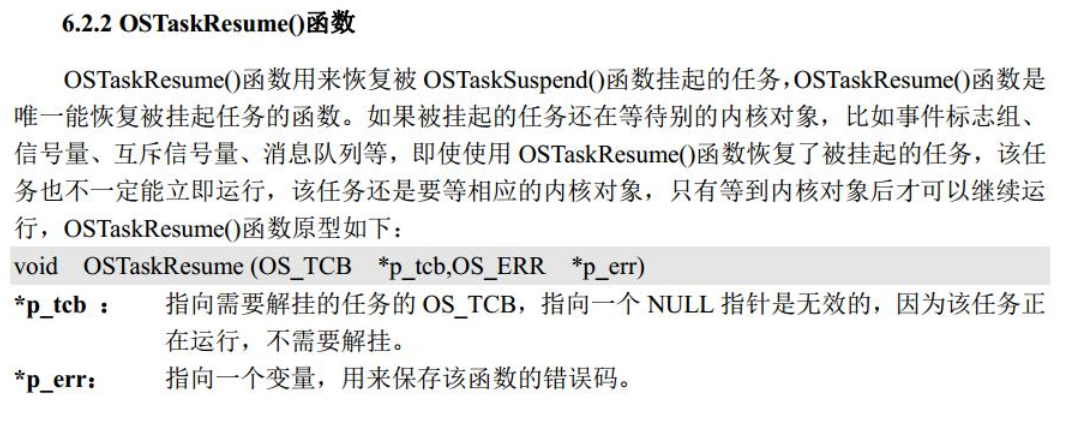 6.2.2 OSTaskResume()函数
OSTaskResume()函数用来恢复被 OSTaskSuspend()函数挂起的任务,OSTaskResume()函数是
唯一能恢复被挂起任务的函数。如果被挂起的任务还在等待别的内核对象，比如事件标志组、
信号量、互斥信号量、消息队列等，即使使用 OSTaskResume()函数恢复了被挂起的任务，该任
务也不一定能立即运行，该任务还是要等相应的内核对象，只有等到内核对象后才可以继续运
行，OSTaskResume()函数原型如下：
void OSTaskResume (OS_TCB *p_tcb,OS_ERR *p_err)
*p_tcb： 指向需要解挂的任务的 OS_TCB，指向一个 NULL 指针是无效的，因为该任务正
在运行，不需要解挂。
*p_err： 指向一个变量，用来保存该函数的错误码。